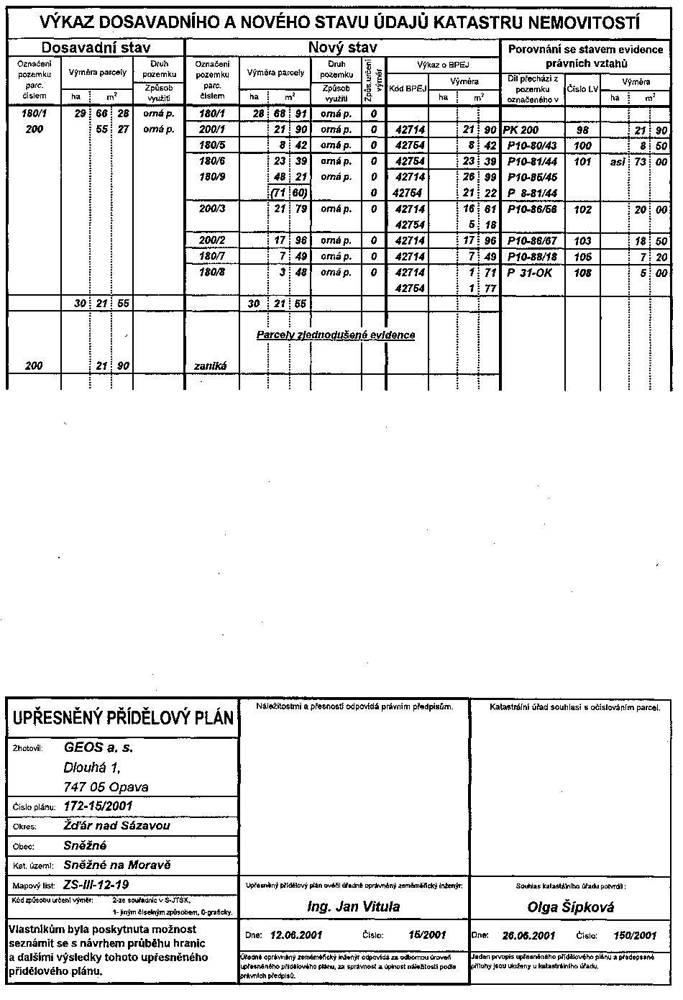 VÝKAZ DOSAVADNÍHO A NOVÉHO STAVU ÚDAJŮ KATASTRU NEMOVITOSTÍ
Dosavadní stav
Nový stav
Porovnání se stavem evidence
právních vztahů
Označení
pozemku
parc.
číslem
Výměra parcely
ha m²
Druh
pozemku
Způsob
využití
Označení
pozemku
parc.
číslem
Výměra parcely
ha m²
Druh
pozemku
Způsob
využití
Způs.určení
výměr
Výkaz o BPEJ
Kód BPEJ
Výměra
ha m²
Díl přechází z
pozemku
označeného v
Číslo LV
Výměra
ha m²
180/1 29 66 28 orná p. 180/1 28 68 91 orná p. 0
200 55 27 orná p. 200/1 21 90 orná p. 0 42714 21 90 PK 200 98 21 90
180/5 8 42 orná p. 0 42754 8 42 P10-80/43 100 8 50
180/6 23 39 orná p. 0 42754 23 39 P10-81/44 101 asi 73 00
180/9 48 21 orná p. 0 42714 26 99 P10-85/45
(71 60) 0 42754 21 22 P 8-81/44
200/3 21 79 orná p. 0 42714 16 61 P10-86/56 102 20 00
42754 5 18
200/2 17 96 orná p. 0 42714 17 96 P10-86/67 103 18 50
180/7 7 49 orná p. 0 42714 7 49 P10-88/18 105 7 20
180/8 3 48 orná p. 0 42714 1 71 P 31-OK 108 5 00
42754 1 77
30 21 55 30 21 55
Parcely zjednodušené evidence
200 21 90 zaniká
UPŘESNĚNÝ PŘÍDĚLOVÝ PLÁN
Zhotovil: GEOS a. s.
Dlouhá 1,
747 05 Opava
Číslo plánu: 172-15/2001
Okres: Žďár nad Sázavou
Obec: Sněžné
Kat. území: Sněžné na Moravě
Mapový list: ZS-III-12-19
Kód způsobu určení výměr: 2-ze souřadnic v S-JTSK,
1- jiným číselným způsobem, 0-graficky.
Vlastníkům byla poskytnuta možnost
seznámit se s návrhem průběhu hranic
a dalšími výsledky tohoto upřesněného
přídělového plánu.
Náležitostmi a přesností odpovídá právním předpisům.
Upřesněný přídělový plán ověřil úředně oprávněný zeměměřický inženýr:
Ing. Jan Vitula
Dne: 12.06.2001 Číslo: 15/2001
Úředně oprávněný zeměměřický inženýr odpovídá za odbornou úroveň
upřesněného přídělového plánu, za správnost a úplnost náležitostí podle
právních předpisů.
Katastrální úřad souhlasí s očíslováním parcel.
Souhlas katastrálního úřadu potvrdil:
Olga Šípková
Dne: 26.06.2001 Číslo: 150/2001
Jeden prvopis upřesněného přídělového plánu a předepsané
přílohy jsou uloženy u katastrálního úřadu.